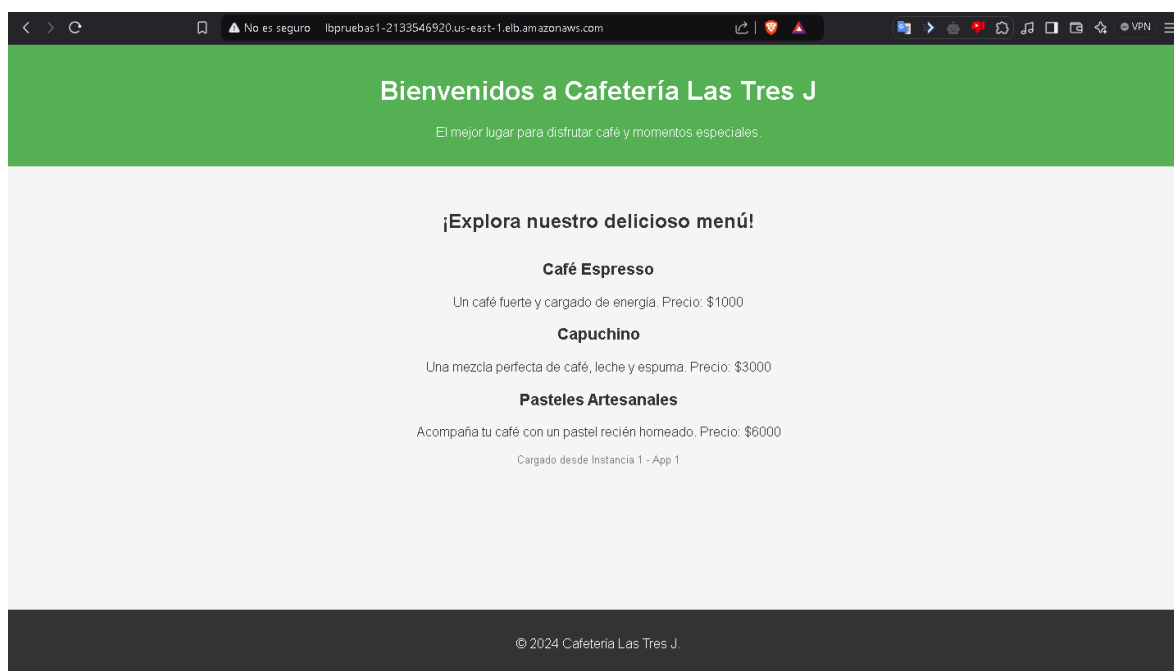 No es seguro lbpruebas1-2133546920.us-east-1.elb.amazonaws.com VPN
Bienvenidos a Cafetería Las Tres J
El mejor lugar para disfrutar café y momentos especiales.
¡Explora nuestro delicioso menú!
Café Espresso
Un café fuerte y cargado de energía. Precio: $1000
Capuchino
Una mezcla perfecta de café, leche y espuma. Precio: $3000
Pasteles Artesanales
Acompaña tu café con un pastel recién horneado. Precio: $6000
Cargado desde Instancia 1 - App 1
© 2024 Cafetería Las Tres J.